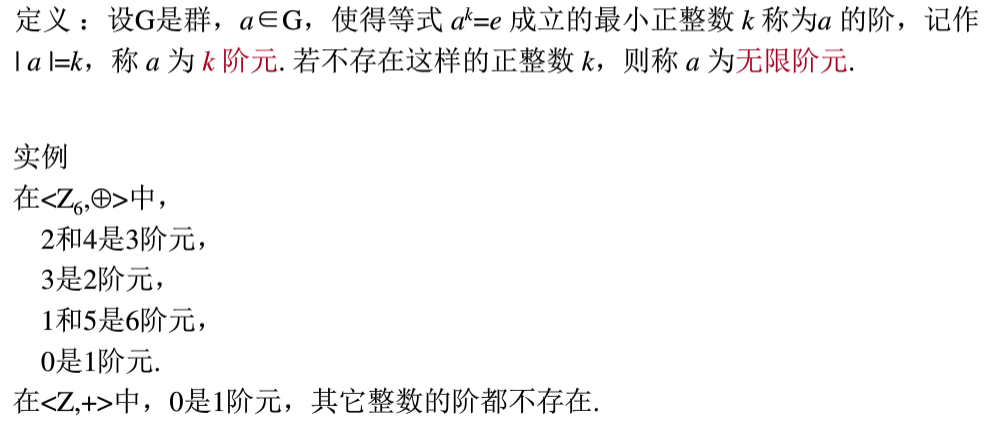 定义：设G是群，a∈G，使得等式 aᵏ=e 成立的最小正整数 k 称为a 的阶，记作
| a |=k，称 a 为 k 阶元. 若不存在这样的正整数 k，则称 a 为无限阶元.
实例
在<Z₆,⊕>中，
2和4是3阶元，
3是2阶元，
1和5是6阶元，
0是1阶元.
在<Z,+>中，0是1阶元，其它整数的阶都不存在.